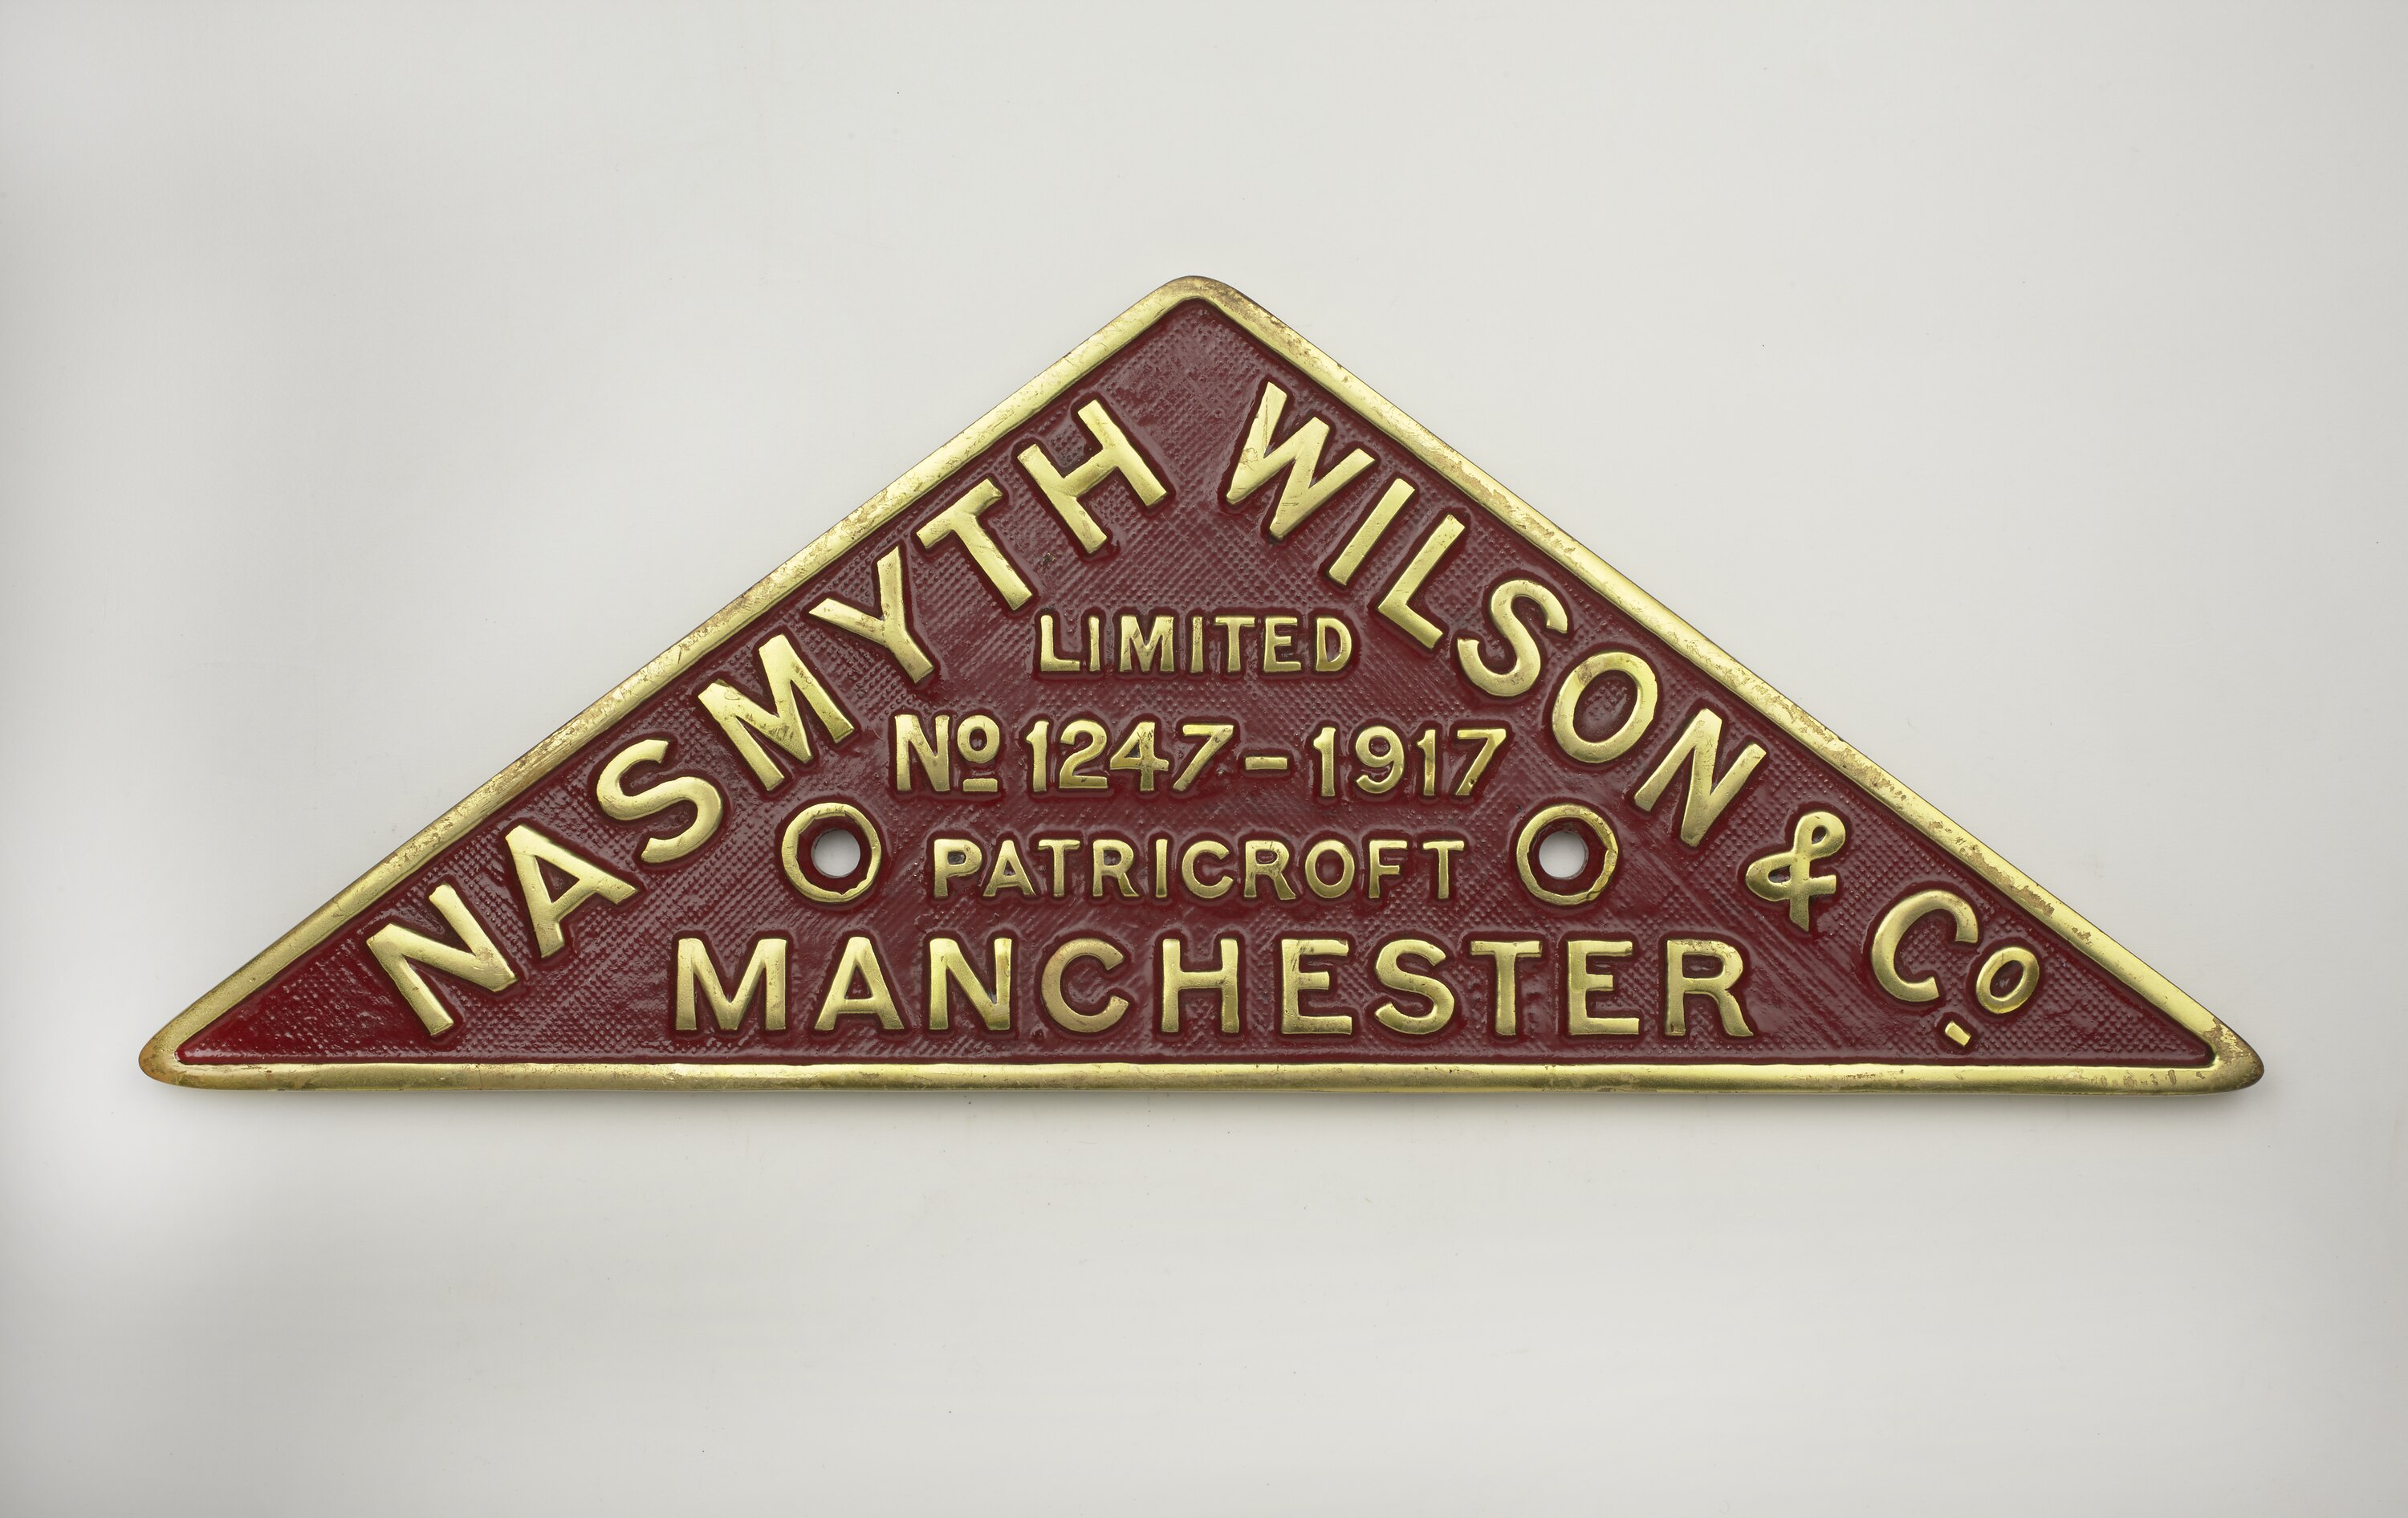 NASMYTH WILSON & Co
LIMITED
No 1247-1917
PATRICROFT
MANCHESTER